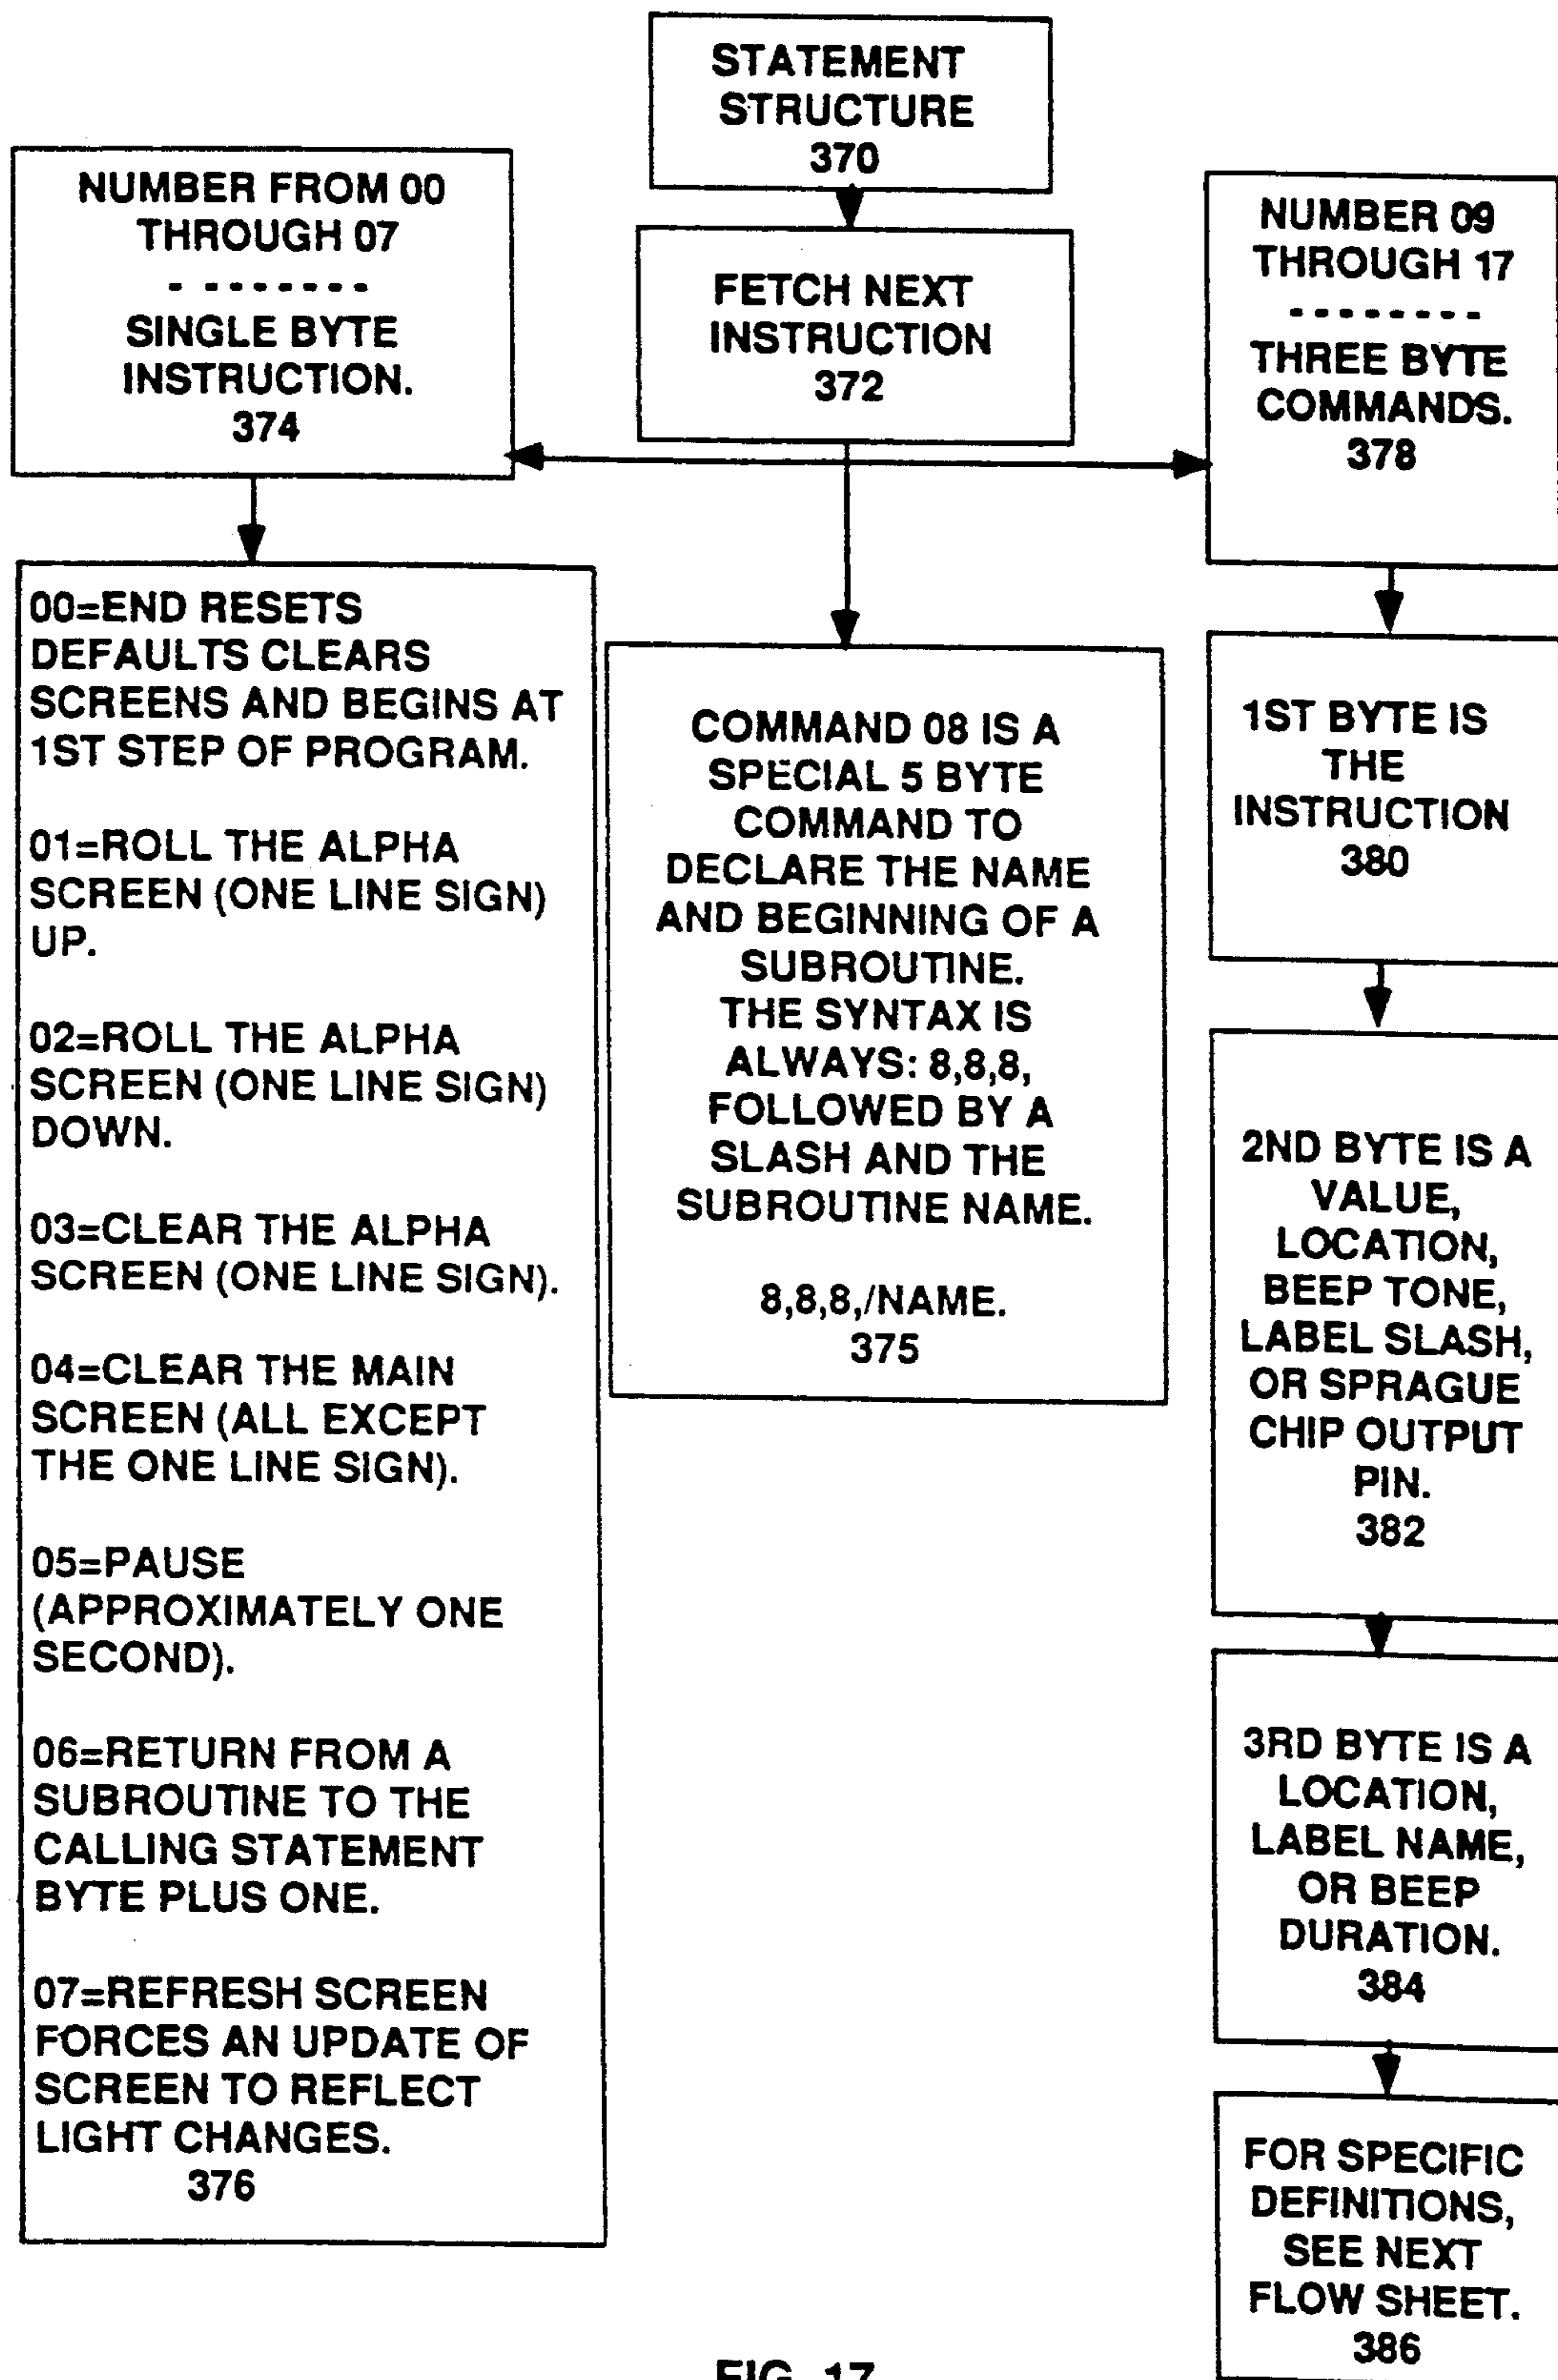 STATEMENT
STRUCTURE
370
FETCH NEXT
INSTRUCTION
372
NUMBER FROM 00
THROUGH 07
- - - - - - - -
SINGLE BYTE
INSTRUCTION.
374
00=END RESETS
DEFAULTS CLEARS
SCREENS AND BEGINS AT
1ST STEP OF PROGRAM.
01=ROLL THE ALPHA
SCREEN (ONE LINE SIGN)
UP.
02=ROLL THE ALPHA
SCREEN (ONE LINE SIGN)
DOWN.
03=CLEAR THE ALPHA
SCREEN (ONE LINE SIGN).
04=CLEAR THE MAIN
SCREEN (ALL EXCEPT
THE ONE LINE SIGN).
05=PAUSE
(APPROXIMATELY ONE
SECOND).
06=RETURN FROM A
SUBROUTINE TO THE
CALLING STATEMENT
BYTE PLUS ONE.
07=REFRESH SCREEN
FORCES AN UPDATE OF
SCREEN TO REFLECT
LIGHT CHANGES.
376
COMMAND 08 IS A
SPECIAL 5 BYTE
COMMAND TO
DECLARE THE NAME
AND BEGINNING OF A
SUBROUTINE.
THE SYNTAX IS
ALWAYS: 8,8,8,
FOLLOWED BY A
SLASH AND THE
SUBROUTINE NAME.
8,8,8,/NAME.
375
NUMBER 09
THROUGH 17
- - - - - - - -
THREE BYTE
COMMANDS.
378
1ST BYTE IS
THE
INSTRUCTION
380
2ND BYTE IS A
VALUE,
LOCATION,
BEEP TONE,
LABEL SLASH,
OR SPRAGUE
CHIP OUTPUT
PIN.
382
3RD BYTE IS A
LOCATION,
LABEL NAME,
OR BEEP
DURATION.
384
FOR SPECIFIC
DEFINITIONS,
SEE NEXT
FLOW SHEET.
386
FIG. 17